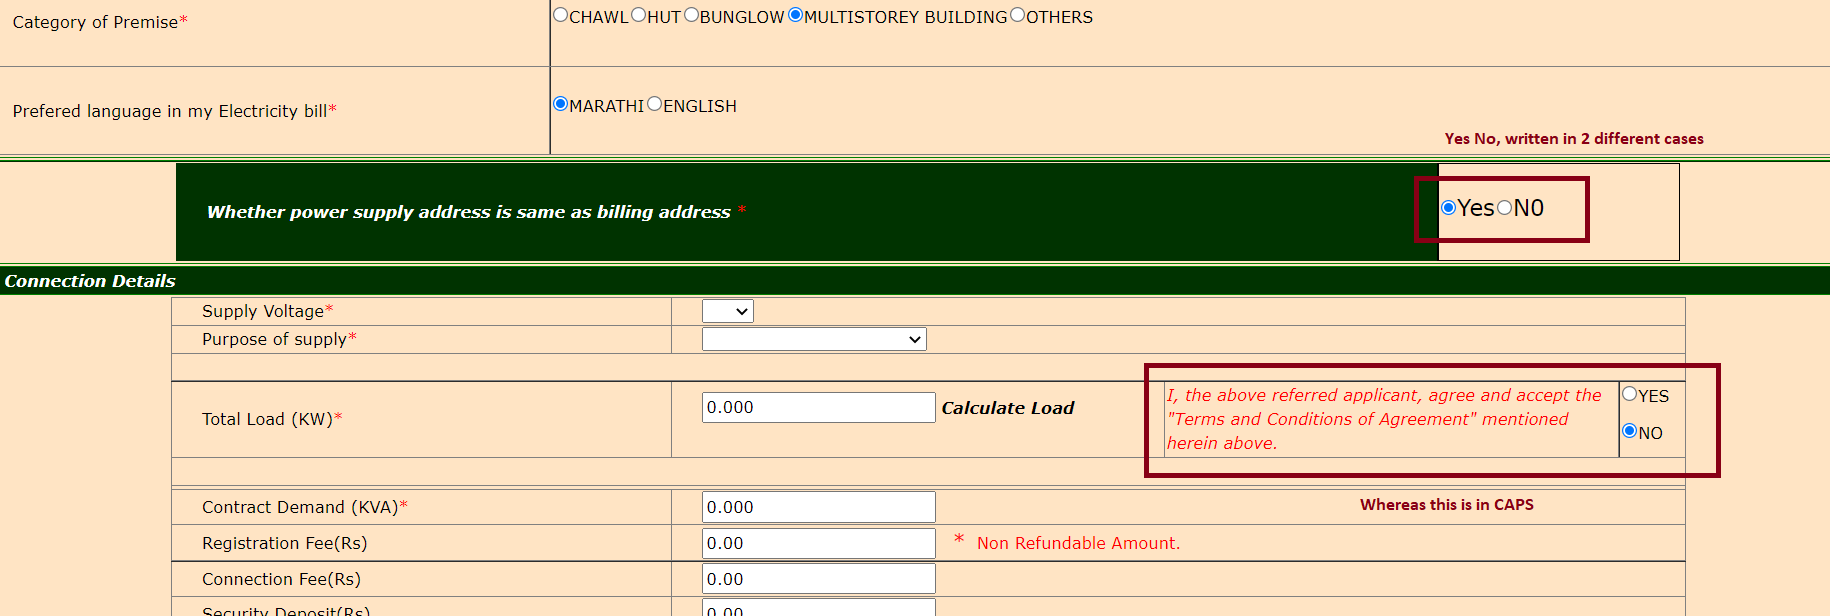 Category of Premise* CHAWL HUT BUNGLOW MULTISTOREY BUILDING OTHERS
Prefered language in my Electricity bill* MARATHI ENGLISH
Yes No, written in 2 different cases
Whether power supply address is same as billing address * Yes N0
Connection Details
Supply Voltage*
Purpose of supply*
Total Load (KW)* 0.000 Calculate Load
I, the above referred applicant, agree and accept the
"Terms and Conditions of Agreement" mentioned
herein above.
YES
NO
Contract Demand (KVA)* 0.000
Whereas this is in CAPS
Registration Fee(Rs) 0.00 * Non Refundable Amount.
Connection Fee(Rs) 0.00
Security Deposit(Rs) 0.00